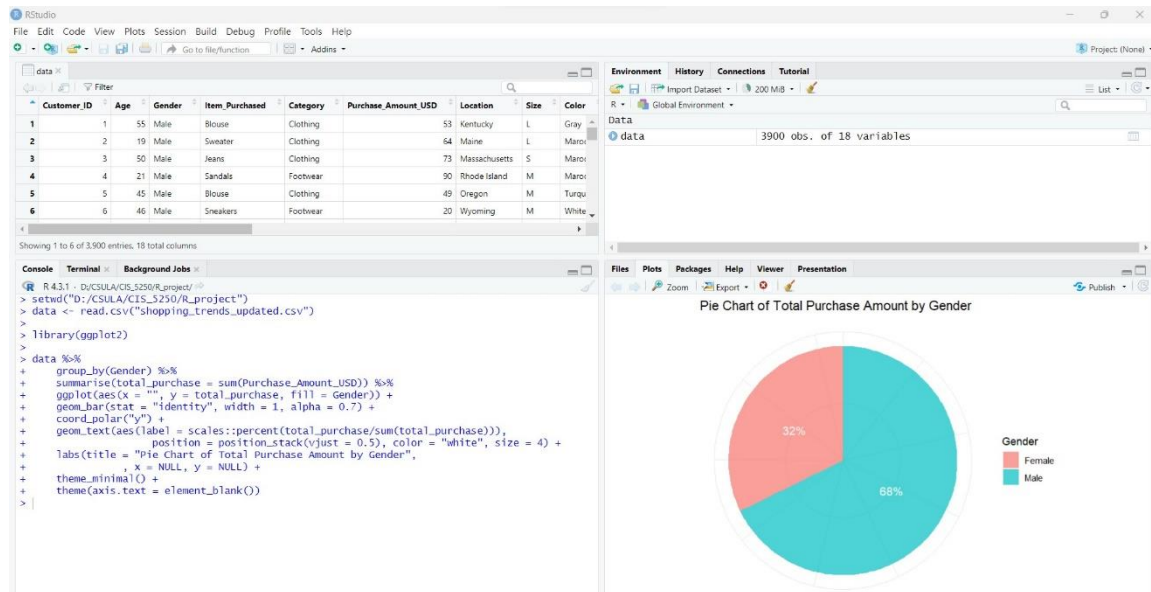 RStudio
File Edit Code View Plots Session Build Debug Profile Tools Help
Go to file/function Addins Project: (None)
data
Filter
Customer_ID Age Gender Item_Purchased Category Purchase_Amount_USD Location Size Color
1 1 55 Male Blouse Clothing 53 Kentucky L Gray
2 2 19 Male Sweater Clothing 64 Maine L Maroo
3 3 50 Male Jeans Clothing 73 Massachusetts S Maroo
4 4 21 Male Sandals Footwear 90 Rhode Island M Maroo
5 5 45 Male Blouse Clothing 49 Oregon M Turqu
6 6 46 Male Sneakers Footwear 20 Wyoming M White
Showing 1 to 6 of 3,900 entries, 18 total columns
Environment History Connections Tutorial
Import Dataset 200 MiB List
R Global Environment
Data
data 3900 obs. of 18 variables
Console Terminal Background Jobs
R 4.3.1 · D:/CSULA/CIS_5250/R_project/
> setwd("D:/CSULA/CIS_5250/R_project")
> data <- read.csv("shopping_trends_updated.csv")
>
> library(ggplot2)
>
> data %>%
+ group_by(Gender) %>%
+ summarise(total_purchase = sum(Purchase_Amount_USD)) %>%
+ ggplot(aes(x = "", y = total_purchase, fill = Gender)) +
+ geom_bar(stat = "identity", width = 1, alpha = 0.7) +
+ coord_polar("y") +
+ geom_text(aes(label = scales::percent(total_purchase/sum(total_purchase))),
+ position = position_stack(vjust = 0.5), color = "white", size = 4) +
+ labs(title = "Pie Chart of Total Purchase Amount by Gender",
+ , x = NULL, y = NULL) +
+ theme_minimal() +
+ theme(axis.text = element_blank())
>
Files Plots Packages Help Viewer Presentation
Zoom Export Publish
Pie Chart of Total Purchase Amount by Gender
32%
68%
Gender
Female
Male